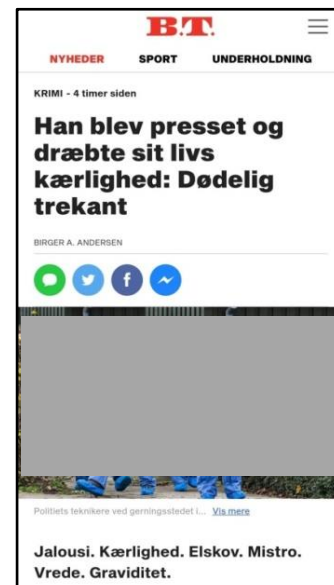 B.T.
NYHEDER SPORT UNDERHOLDNING
KRIMI - 4 timer siden
Han blev presset og
dræbte sit livs
kærlighed: Dødelig
trekant
BIRGER A. ANDERSEN
Politiets teknikere ved gerningsstedet i... Vis mere
Jalousi. Kærlighed. Elskov. Mistro.
Vrede. Graviditet.